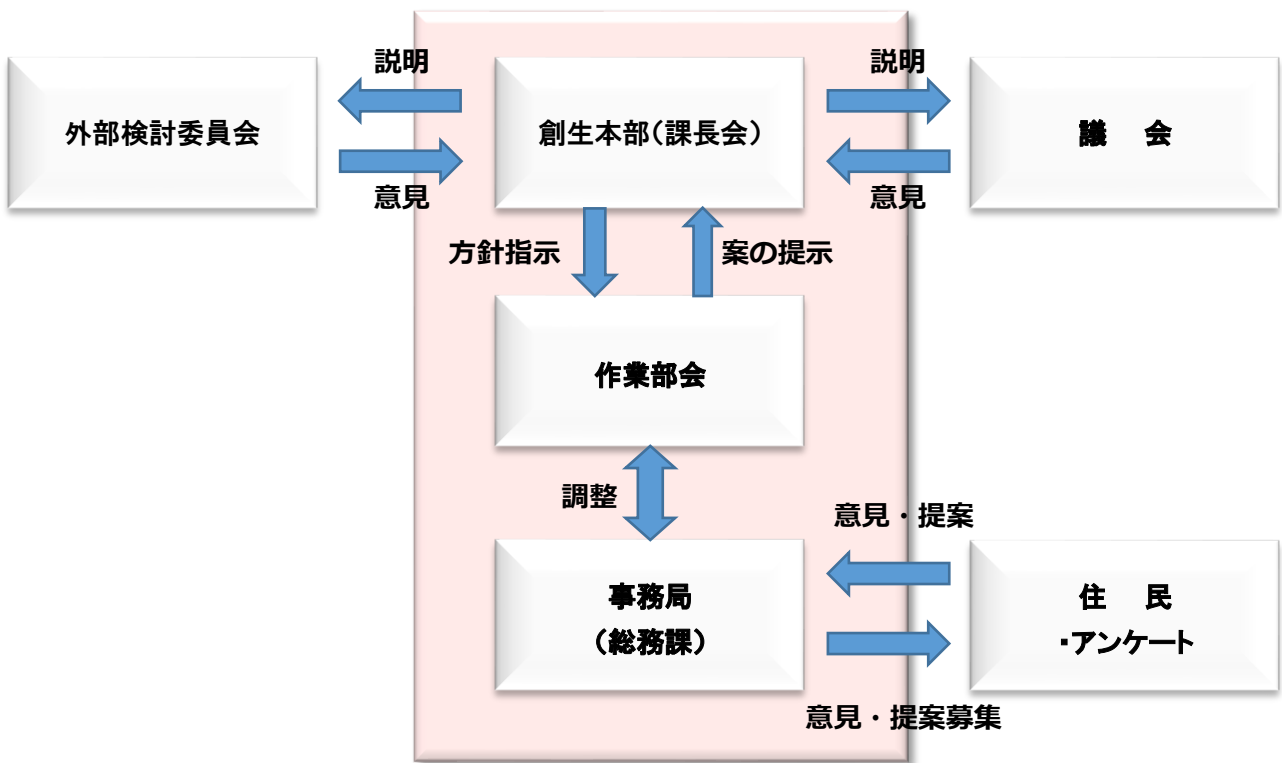 説明
説明
外部検討委員会
創生本部（課長会）
議　会
意見
意見
方針指示
案の提示
作業部会
調整
意見・提案
事務局
（総務課）
住　民
・アンケート
意見・提案募集